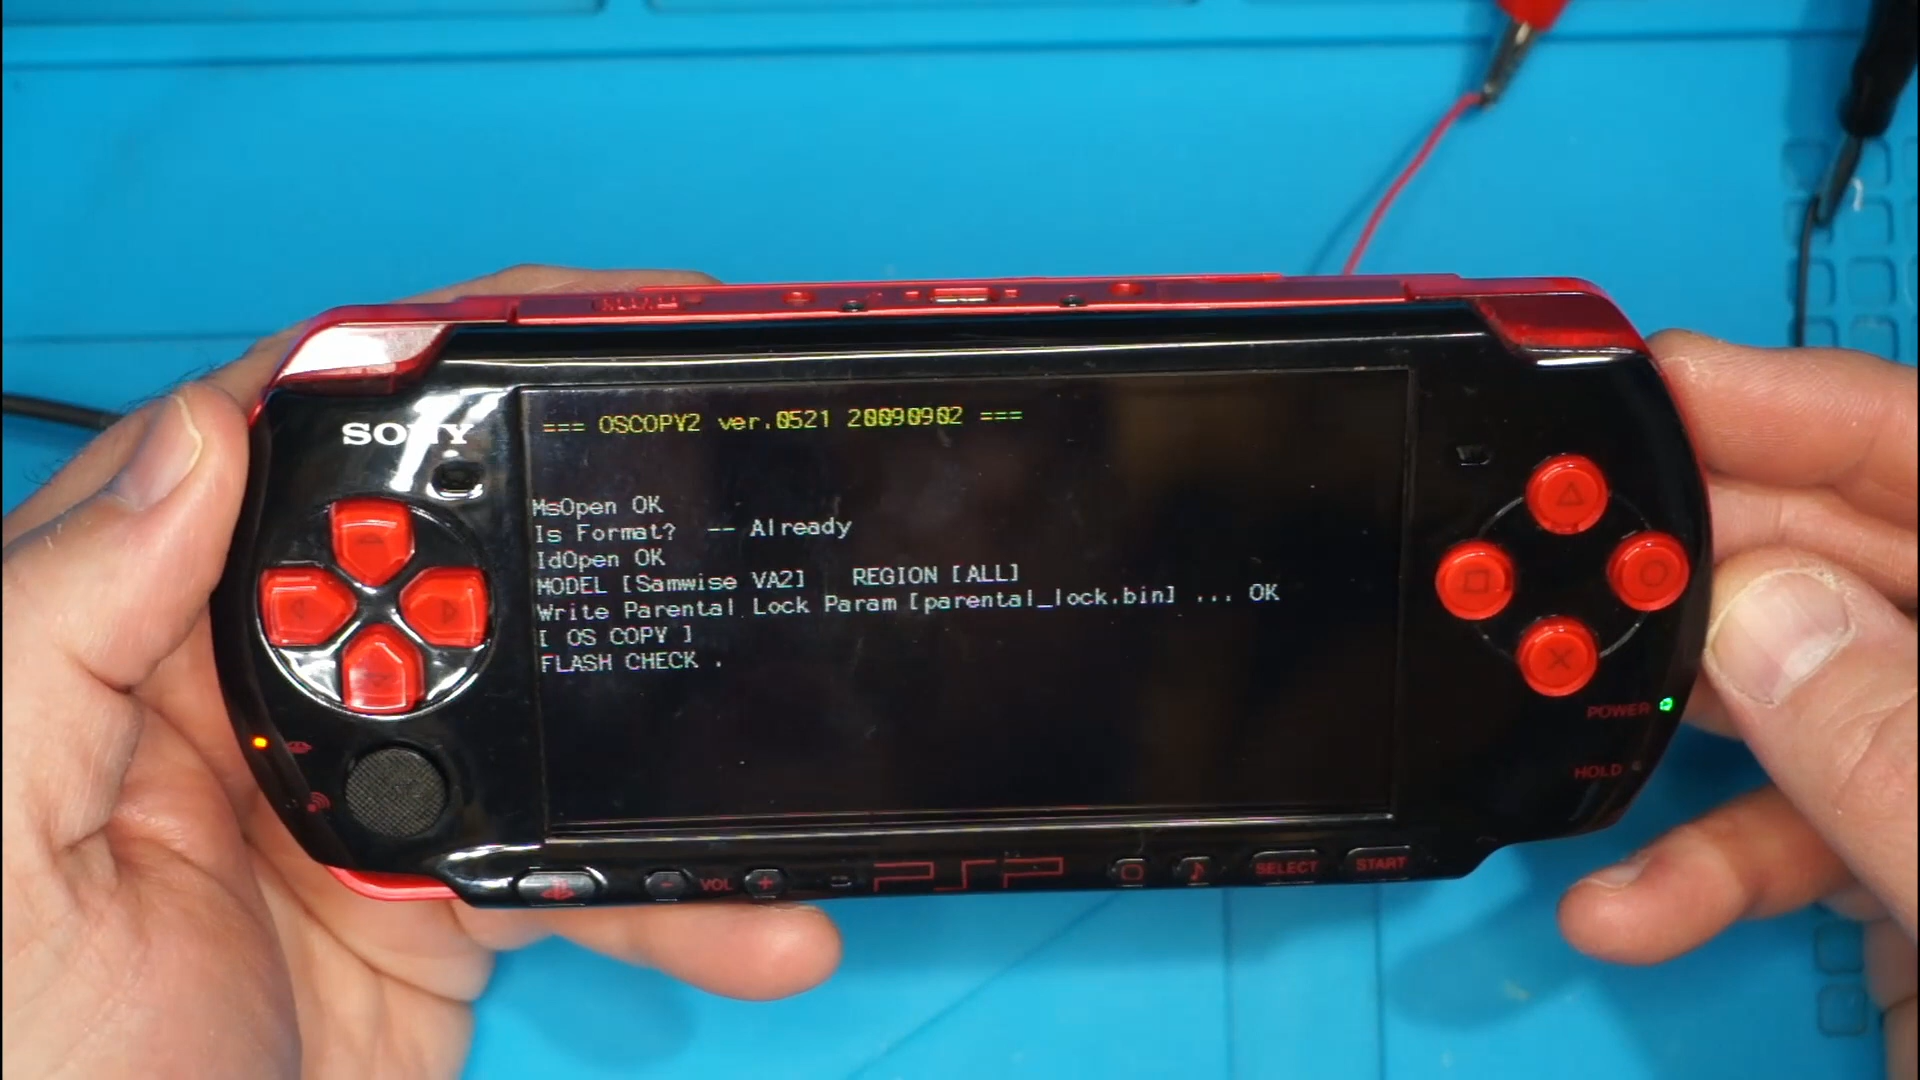 === OSCOPY2 ver.0521 20090902 ===
SONY
MsOpen OK
Is Format?  -- Already
IdOpen OK
MODEL [Samwise VA2]   REGION [ALL]
Write Parental Lock Param [parental_lock.bin] ... OK
[ OS COPY ]
FLASH CHECK .
POWER
HOLD
- VOL +
PSP
SELECT
START